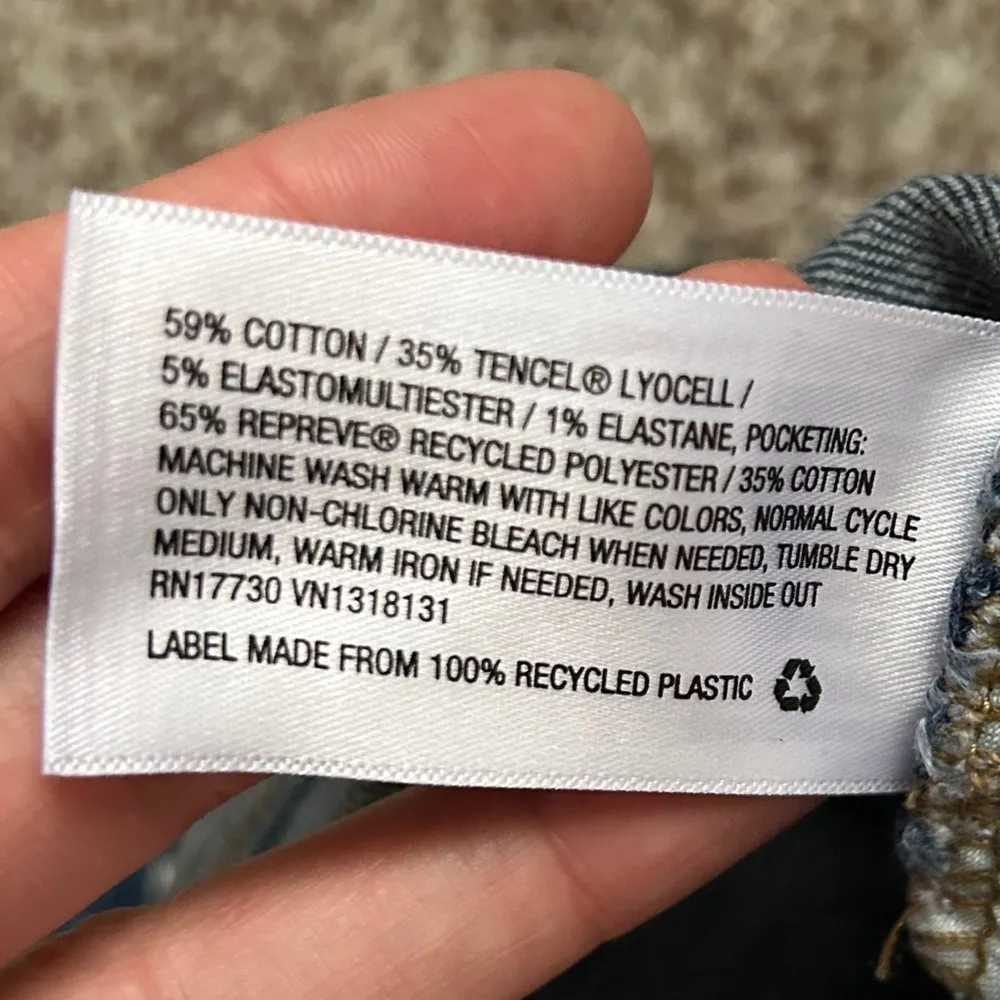 59% COTTON / 35% TENCEL® LYOCELL /
5% ELASTOMULTIESTER / 1% ELASTANE, POCKETING:
65% REPREVE® RECYCLED POLYESTER / 35% COTTON
MACHINE WASH WARM WITH LIKE COLORS, NORMAL CYCLE
ONLY NON-CHLORINE BLEACH WHEN NEEDED, TUMBLE DRY
MEDIUM, WARM IRON IF NEEDED, WASH INSIDE OUT
RN17730 VN1318131
LABEL MADE FROM 100% RECYCLED PLASTIC